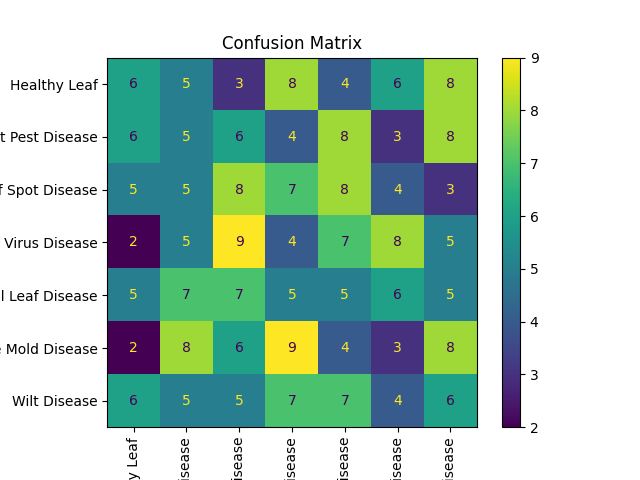 Confusion Matrix
Healthy Leaf 6 5 3 8 4 6 8
t Pest Disease 6 5 6 4 8 3 8
Spot Disease 5 5 8 7 8 4 3
Virus Disease 2 5 9 4 7 8 5
l Leaf Disease 5 7 7 5 5 6 5
Mold Disease 2 8 6 9 4 3 8
Wilt Disease 6 5 5 7 7 4 6
9
8
7
6
5
4
3
2
y Leaf
isease
isease
isease
isease
isease
isease